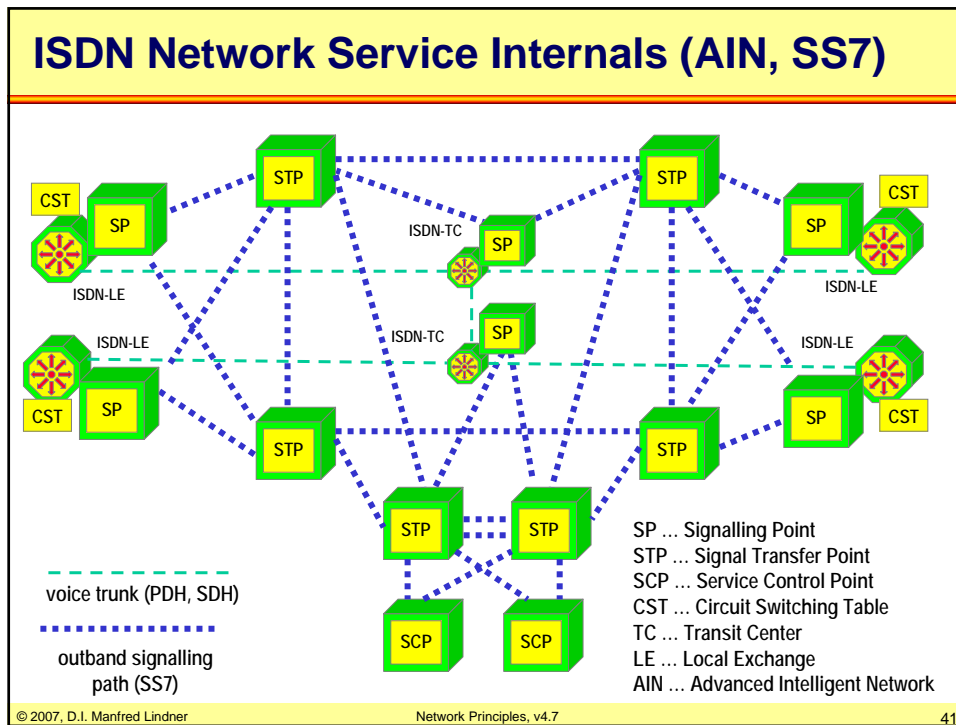 ISDN Network Service Internals (AIN, SS7)
STP
STP
CST
CST
SP
ISDN-TC
SP
SP
ISDN-LE
ISDN-LE
ISDN-LE
ISDN-TC
SP
ISDN-LE
CST
SP
SP
CST
STP
STP
STP
STP
SP ... Signalling Point
STP ... Signal Transfer Point
SCP ... Service Control Point
CST ... Circuit Switching Table
TC ... Transit Center
LE ... Local Exchange
AIN ... Advanced Intelligent Network
voice trunk (PDH, SDH)
SCP
SCP
outband signalling
path (SS7)
© 2007, D.I. Manfred Lindner
Network Principles, v4.7
41